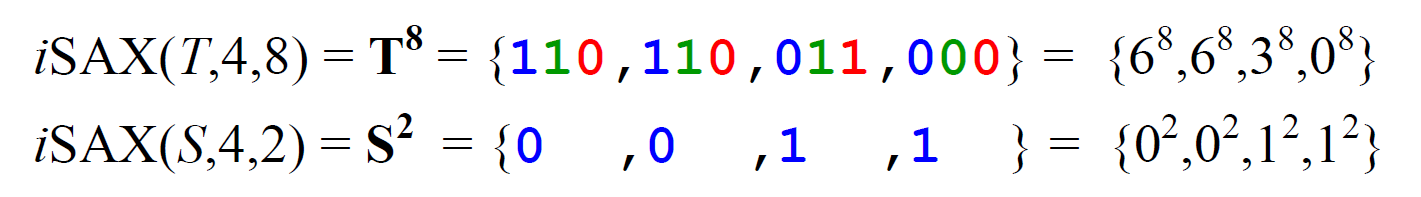 iSAX(T,4,8) = T⁸ = {110,110,011,000} = {6⁸,6⁸,3⁸,0⁸}
iSAX(S,4,2) = S² = {0 ,0 ,1 ,1 } = {0²,0²,1²,1²}